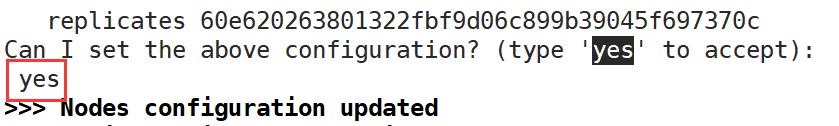 replicates 60e620263801322fbf9d06c899b39045f697370c
Can I set the above configuration? (type 'yes' to accept):
yes
>>> Nodes configuration updated